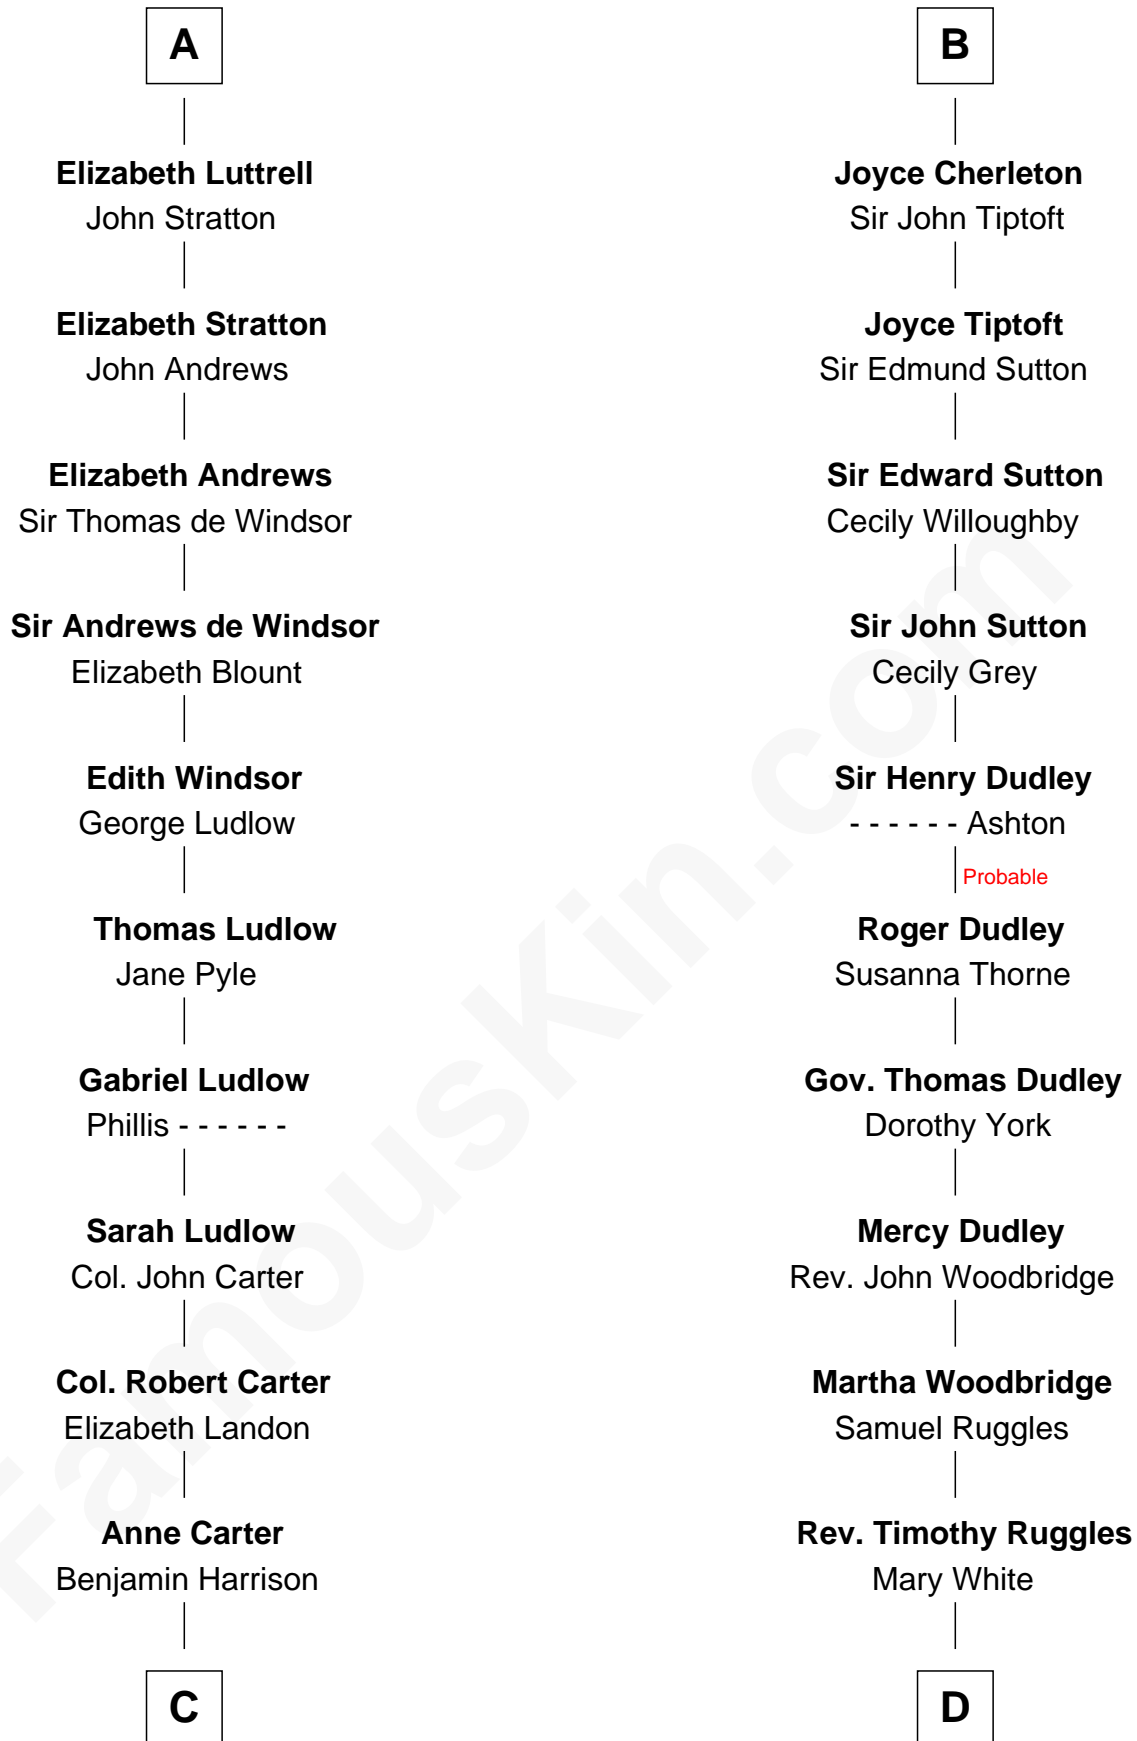 A
Elizabeth Luttrell
John Stratton
Elizabeth Stratton
John Andrews
Elizabeth Andrews
Sir Thomas de Windsor
Sir Andrews de Windsor
Elizabeth Blount
Edith Windsor
George Ludlow
Thomas Ludlow
Jane Pyle
Gabriel Ludlow
Phillis - - - - - -
Sarah Ludlow
Col. John Carter
Col. Robert Carter
Elizabeth Landon
Anne Carter
Benjamin Harrison
C
B
Joyce Cherleton
Sir John Tiptoft
Joyce Tiptoft
Sir Edmund Sutton
Sir Edward Sutton
Cecily Willoughby
Sir John Sutton
Cecily Grey
Sir Henry Dudley
- - - - - - Ashton
Probable
Roger Dudley
Susanna Thorne
Gov. Thomas Dudley
Dorothy York
Mercy Dudley
Rev. John Woodbridge
Martha Woodbridge
Samuel Ruggles
Rev. Timothy Ruggles
Mary White
D
FamousKin.com